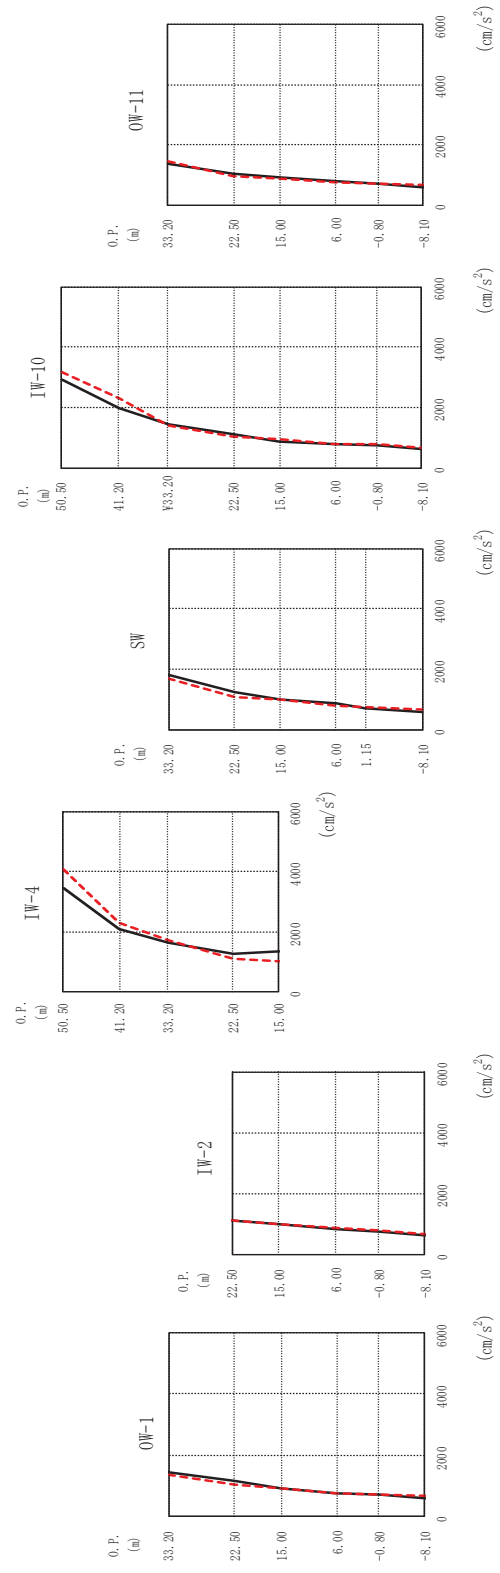 OW-1
O.P.
(m)
33.20
22.50
15.00
6.00
-0.80
-8.10
0
2000
4000
6000
(cm/s²)
IW-2
O.P.
(m)
22.50
15.00
6.00
-0.80
-8.10
0
2000
4000
6000
(cm/s²)
IW-4
O.P.
(m)
50.50
41.20
33.20
22.50
15.00
0
2000
4000
6000
(cm/s²)
SW
O.P.
(m)
33.20
22.50
15.00
6.00
1.15
-8.10
0
2000
4000
6000
(cm/s²)
IW-10
O.P.
(m)
50.50
41.20
¥33.20
22.50
15.00
6.00
-0.80
-8.10
0
2000
4000
6000
(cm/s²)
OW-11
O.P.
(m)
33.20
22.50
15.00
6.00
-0.80
-8.10
0
2000
4000
6000
(cm/s²)